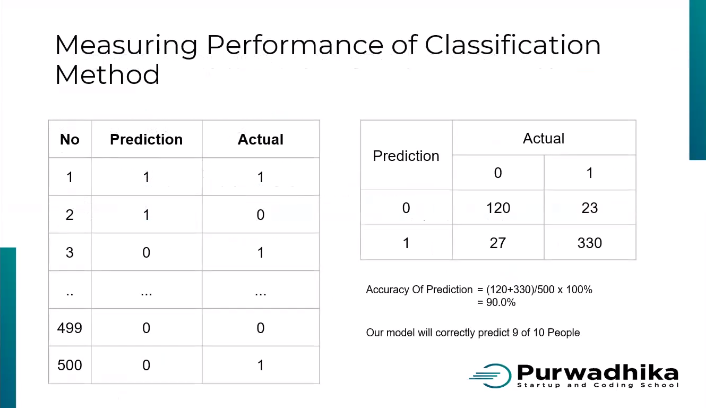 Measuring Performance of Classification
Method
No Prediction Actual
1 1 1
2 1 0
3 0 1
.. ... ...
499 0 0
500 0 1
Prediction Actual
0 1
0 120 23
1 27 330
Accuracy Of Prediction = (120+330)/500 x 100%
= 90.0%
Our model will correctly predict 9 of 10 People
Purwadhika
Startup and Coding School